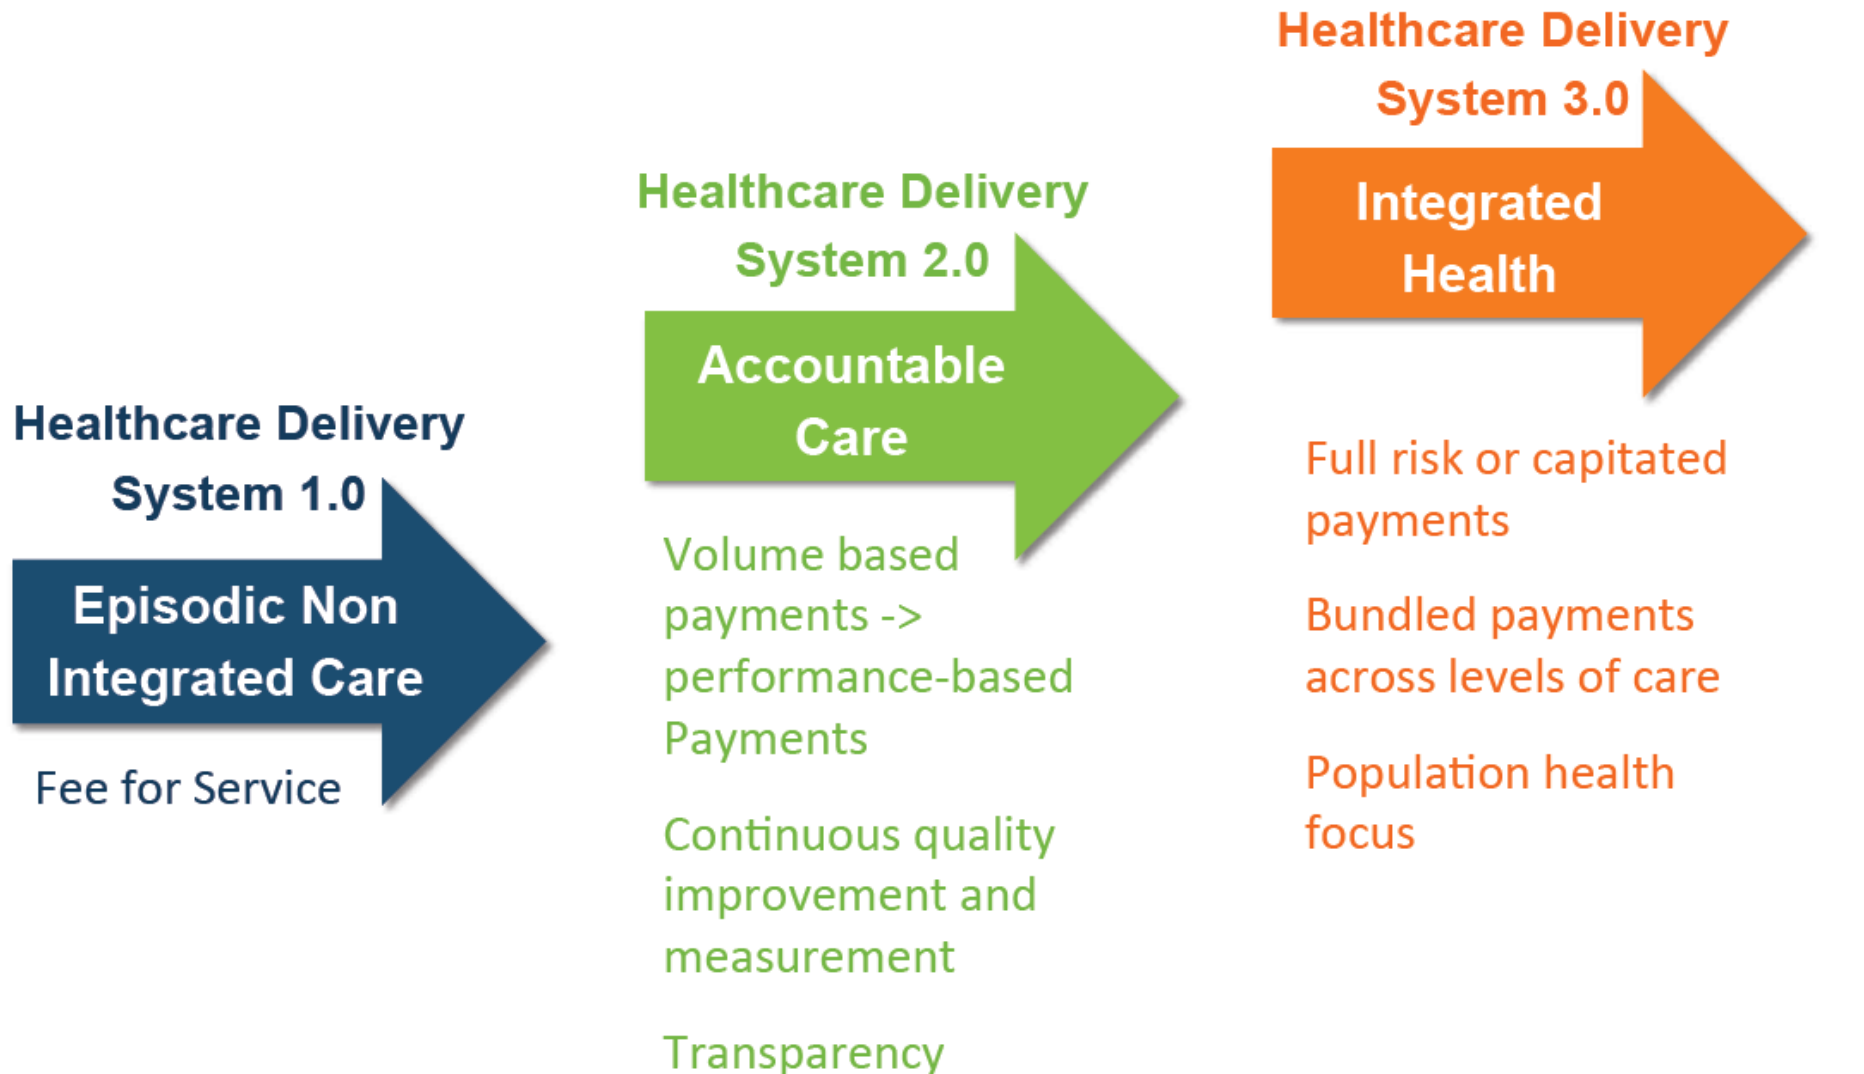 Healthcare Delivery
System 1.0
Episodic Non
Integrated Care
Fee for Service
Healthcare Delivery
System 2.0
Accountable
Care
Volume based
payments ->
performance-based
Payments
Continuous quality
improvement and
measurement
Transparency
Healthcare Delivery
System 3.0
Integrated
Health
Full risk or capitated
payments
Bundled payments
across levels of care
Population health
focus